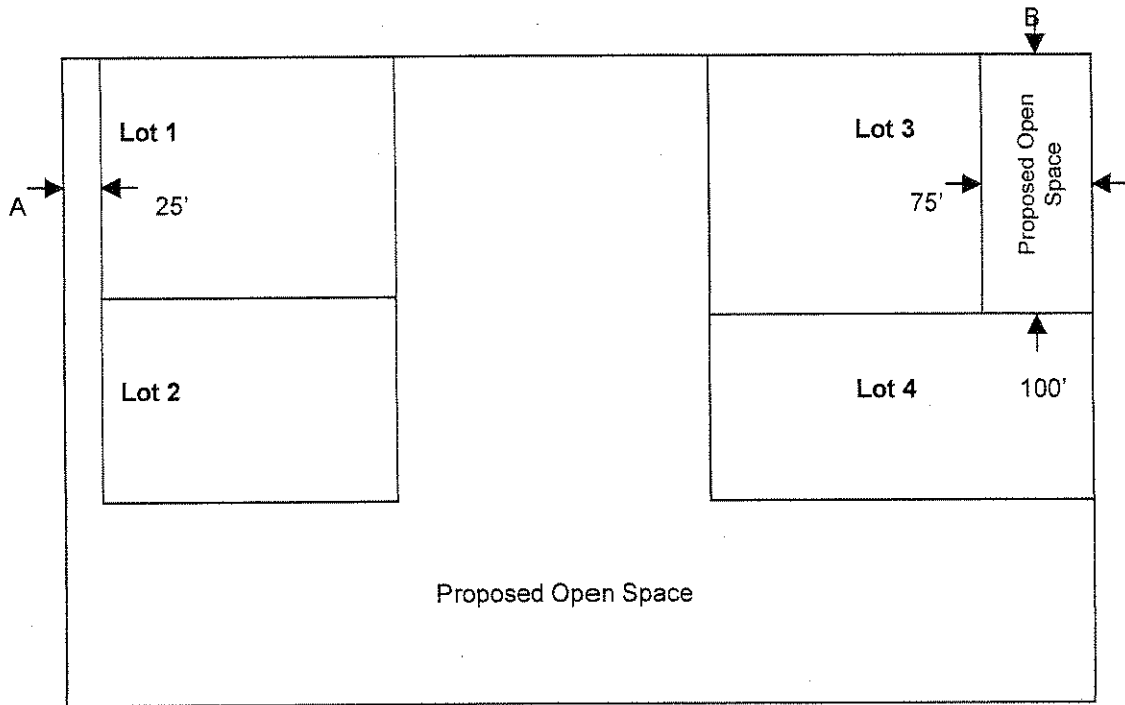 B
Lot 1
Lot 3
Proposed Open
Space
A
25'
75'
Lot 2
Lot 4
100'
Proposed Open Space